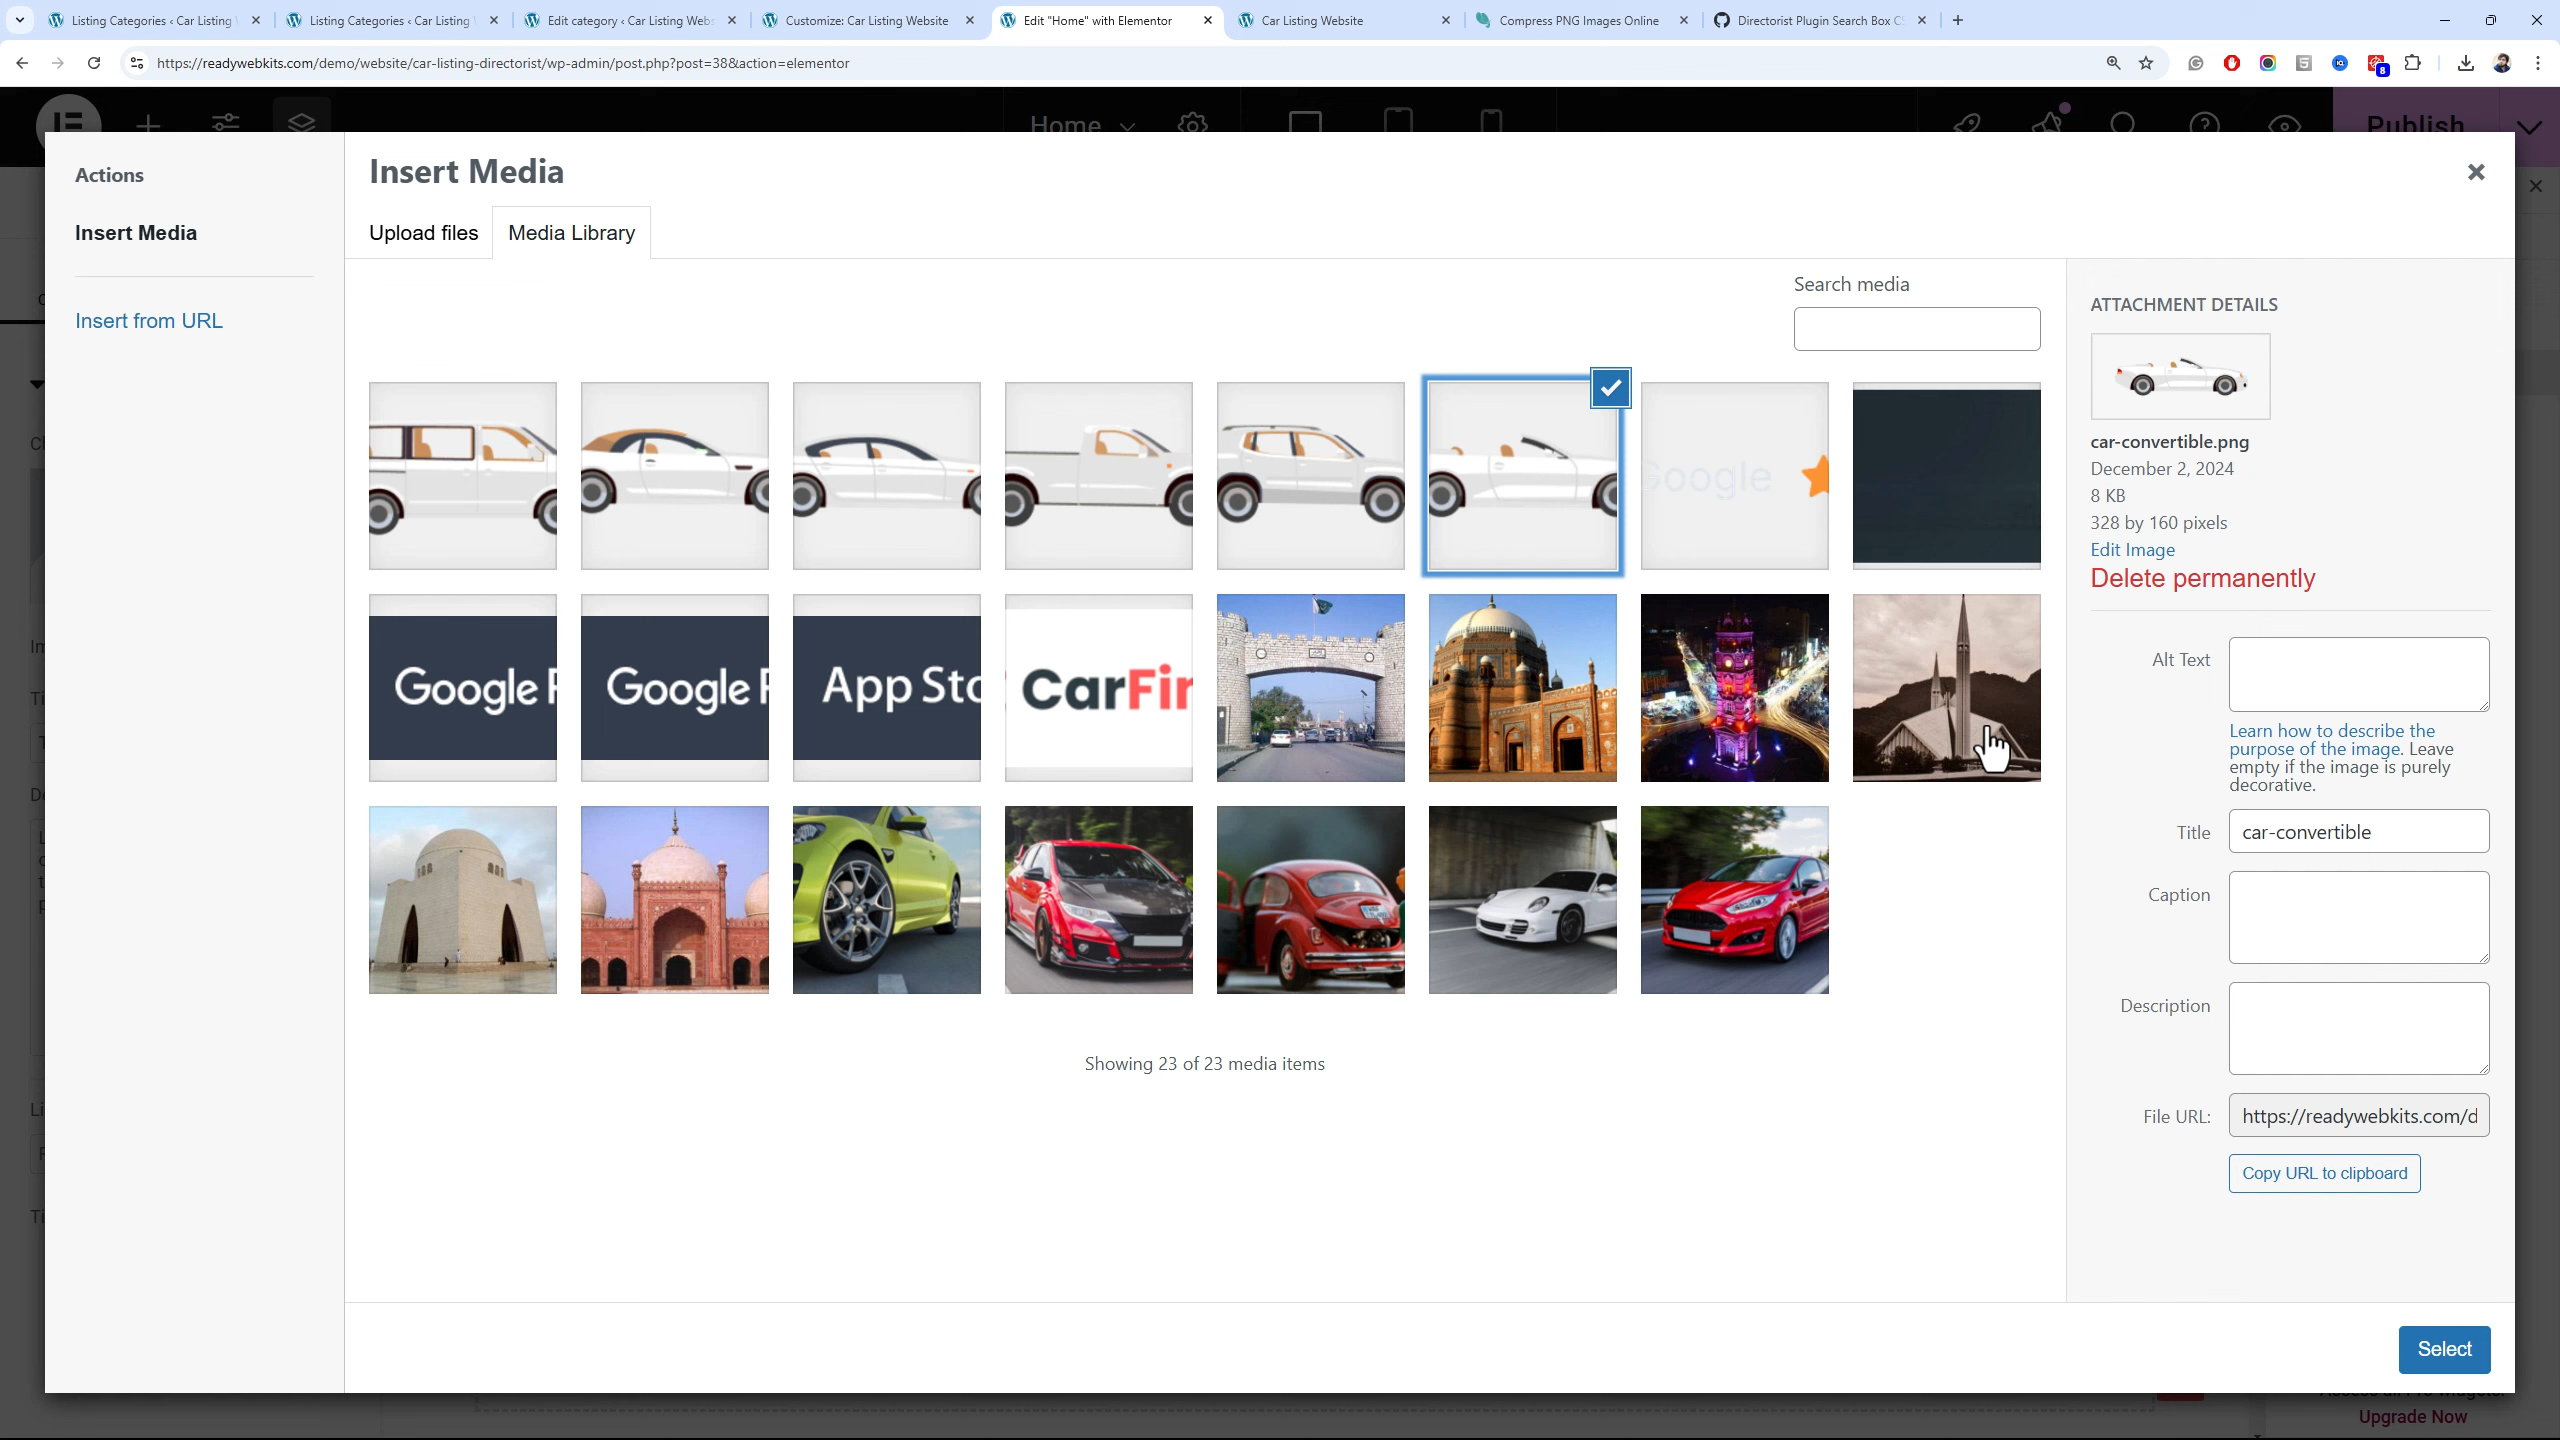 Listing Categories ‹ Car Listing
Listing Categories ‹ Car Listing
Edit category ‹ Car Listing Webs
Customize: Car Listing Website
Edit "Home" with Elementor
Car Listing Website
Compress PNG Images Online
Directorist Plugin Search Box CS
https://readywebkits.com/demo/website/car-listing-directorist/wp-admin/post.php?post=38&action=elementor
8
Home
Publish
Actions
Insert Media
Insert from URL
Insert Media
Upload files
Media Library
Search media
ATTACHMENT DETAILS
car-convertible.png
December 2, 2024
8 KB
328 by 160 pixels
Edit Image
Delete permanently
Google
Google P
Google P
App Sto
CarFin
Alt Text
Learn how to describe the
purpose of the image. Leave
empty if the image is purely
decorative.
Title
car-convertible
Caption
Description
File URL:
https://readywebkits.com/d
Copy URL to clipboard
Showing 23 of 23 media items
Select
Upgrade Now